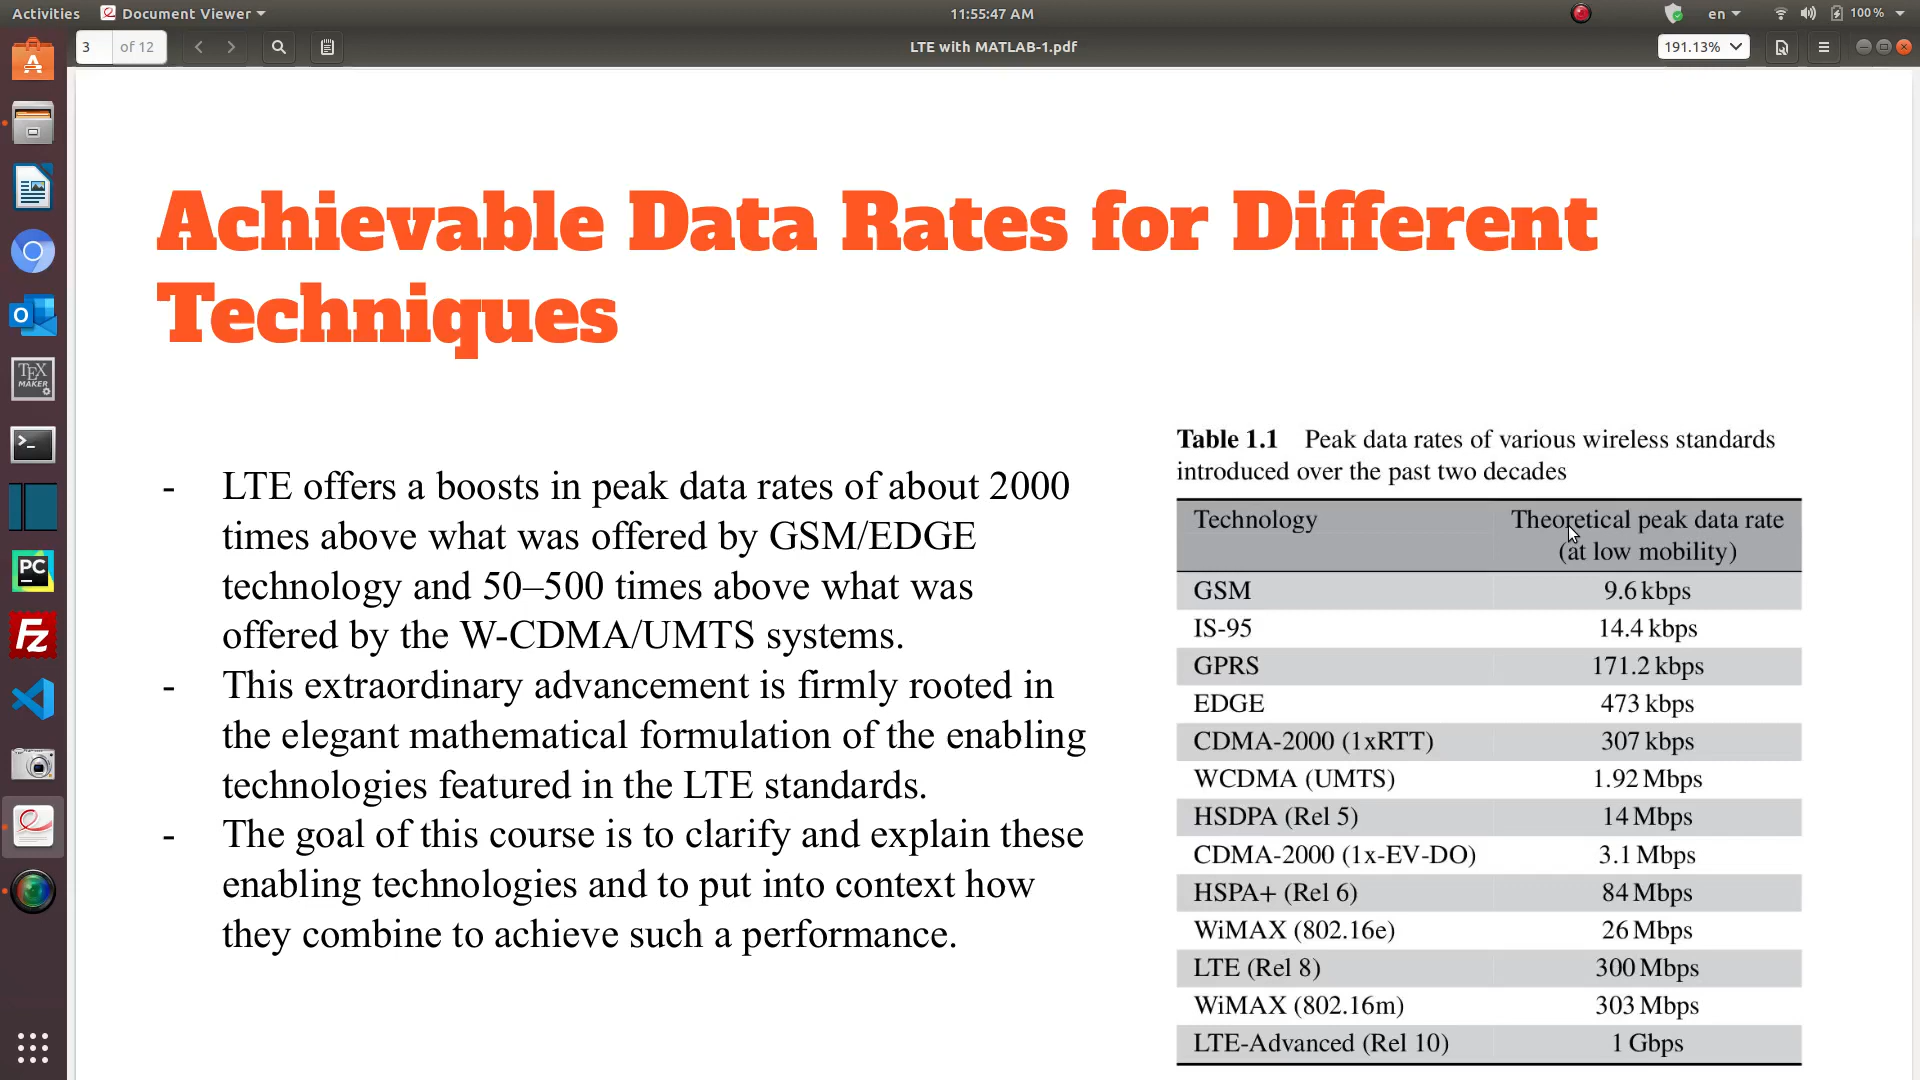 Activities
Document Viewer
11:55:47 AM
en
100 %
3
of 12
LTE with MATLAB-1.pdf
191.13%
Achievable Data Rates for Different
Techniques
- LTE offers a boosts in peak data rates of about 2000
times above what was offered by GSM/EDGE
technology and 50–500 times above what was
offered by the W-CDMA/UMTS systems.
- This extraordinary advancement is firmly rooted in
the elegant mathematical formulation of the enabling
technologies featured in the LTE standards.
- The goal of this course is to clarify and explain these
enabling technologies and to put into context how
they combine to achieve such a performance.
Table 1.1 Peak data rates of various wireless standards
introduced over the past two decades
Technology Theoretical peak data rate
(at low mobility)
GSM 9.6 kbps
IS-95 14.4 kbps
GPRS 171.2 kbps
EDGE 473 kbps
CDMA-2000 (1xRTT) 307 kbps
WCDMA (UMTS) 1.92 Mbps
HSDPA (Rel 5) 14 Mbps
CDMA-2000 (1x-EV-DO) 3.1 Mbps
HSPA+ (Rel 6) 84 Mbps
WiMAX (802.16e) 26 Mbps
LTE (Rel 8) 300 Mbps
WiMAX (802.16m) 303 Mbps
LTE-Advanced (Rel 10) 1 Gbps
A
O
TEX
MAKER
>_
PC
FZ